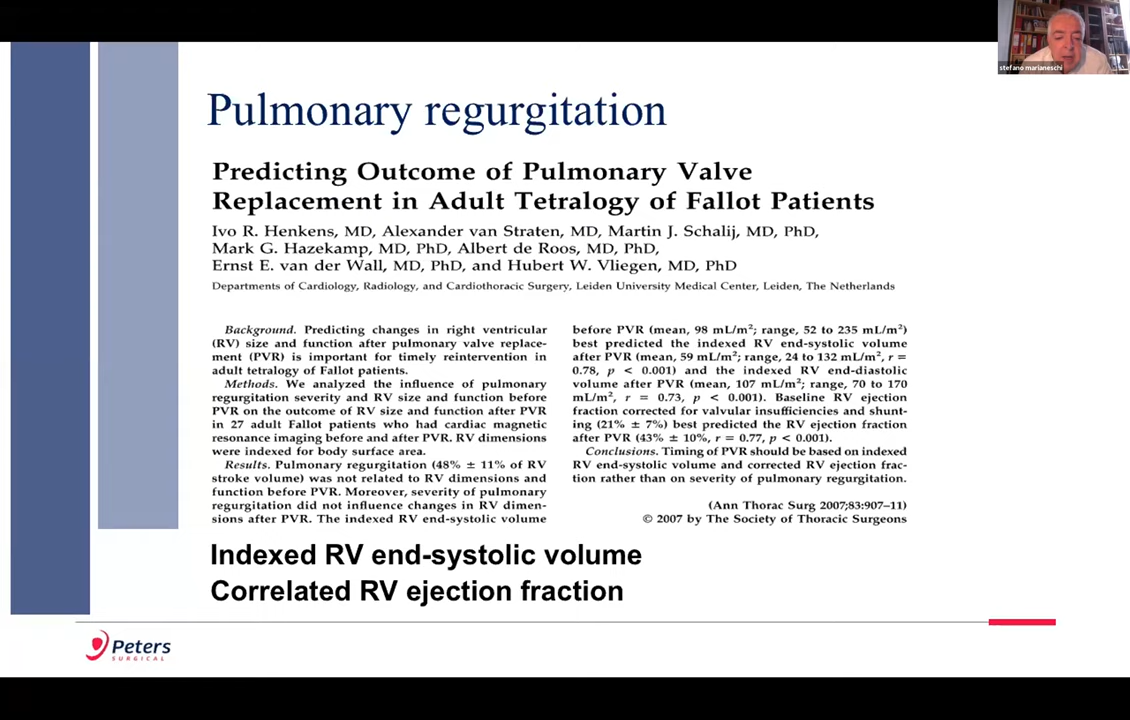 stefano marianeschi
Pulmonary regurgitation
Predicting Outcome of Pulmonary Valve
Replacement in Adult Tetralogy of Fallot Patients
Ivo R. Henkens, MD, Alexander van Straten, MD, Martin J. Schalij, MD, PhD,
Mark G. Hazekamp, MD, PhD, Albert de Roos, MD, PhD,
Ernst E. van der Wall, MD, PhD, and Hubert W. Vliegen, MD, PhD
Departments of Cardiology, Radiology, and Cardiothoracic Surgery, Leiden University Medical Center, Leiden, The Netherlands
Background. Predicting changes in right ventricular
(RV) size and function after pulmonary valve replace-
ment (PVR) is important for timely reintervention in
adult tetralogy of Fallot patients.
Methods. We analyzed the influence of pulmonary
regurgitation severity and RV size and function before
PVR on the outcome of RV size and function after PVR
in 27 adult Fallot patients who had cardiac magnetic
resonance imaging before and after PVR. RV dimensions
were indexed for body surface area.
Results. Pulmonary regurgitation (48% ± 11% of RV
stroke volume) was not related to RV dimensions and
function before PVR. Moreover, severity of pulmonary
regurgitation did not influence changes in RV dimen-
sions after PVR. The indexed RV end-systolic volume
before PVR (mean, 98 mL/m²; range, 52 to 235 mL/m²)
best predicted the indexed RV end-systolic volume
after PVR (mean, 59 mL/m²; range, 24 to 132 mL/m², r =
0.78, p < 0.001) and the indexed RV end-diastolic
volume after PVR (mean, 107 mL/m²; range, 70 to 170
mL/m², r = 0.73, p < 0.001). Baseline RV ejection
fraction corrected for valvular insufficiencies and shunt-
ing (21% ± 7%) best predicted the RV ejection fraction
after PVR (43% ± 10%, r = 0.77, p < 0.001).
Conclusions. Timing of PVR should be based on indexed
RV end-systolic volume and corrected RV ejection frac-
tion rather than on severity of pulmonary regurgitation.
(Ann Thorac Surg 2007;83:907–11)
© 2007 by The Society of Thoracic Surgeons
Indexed RV end-systolic volume
Correlated RV ejection fraction
Peters
SURGICAL